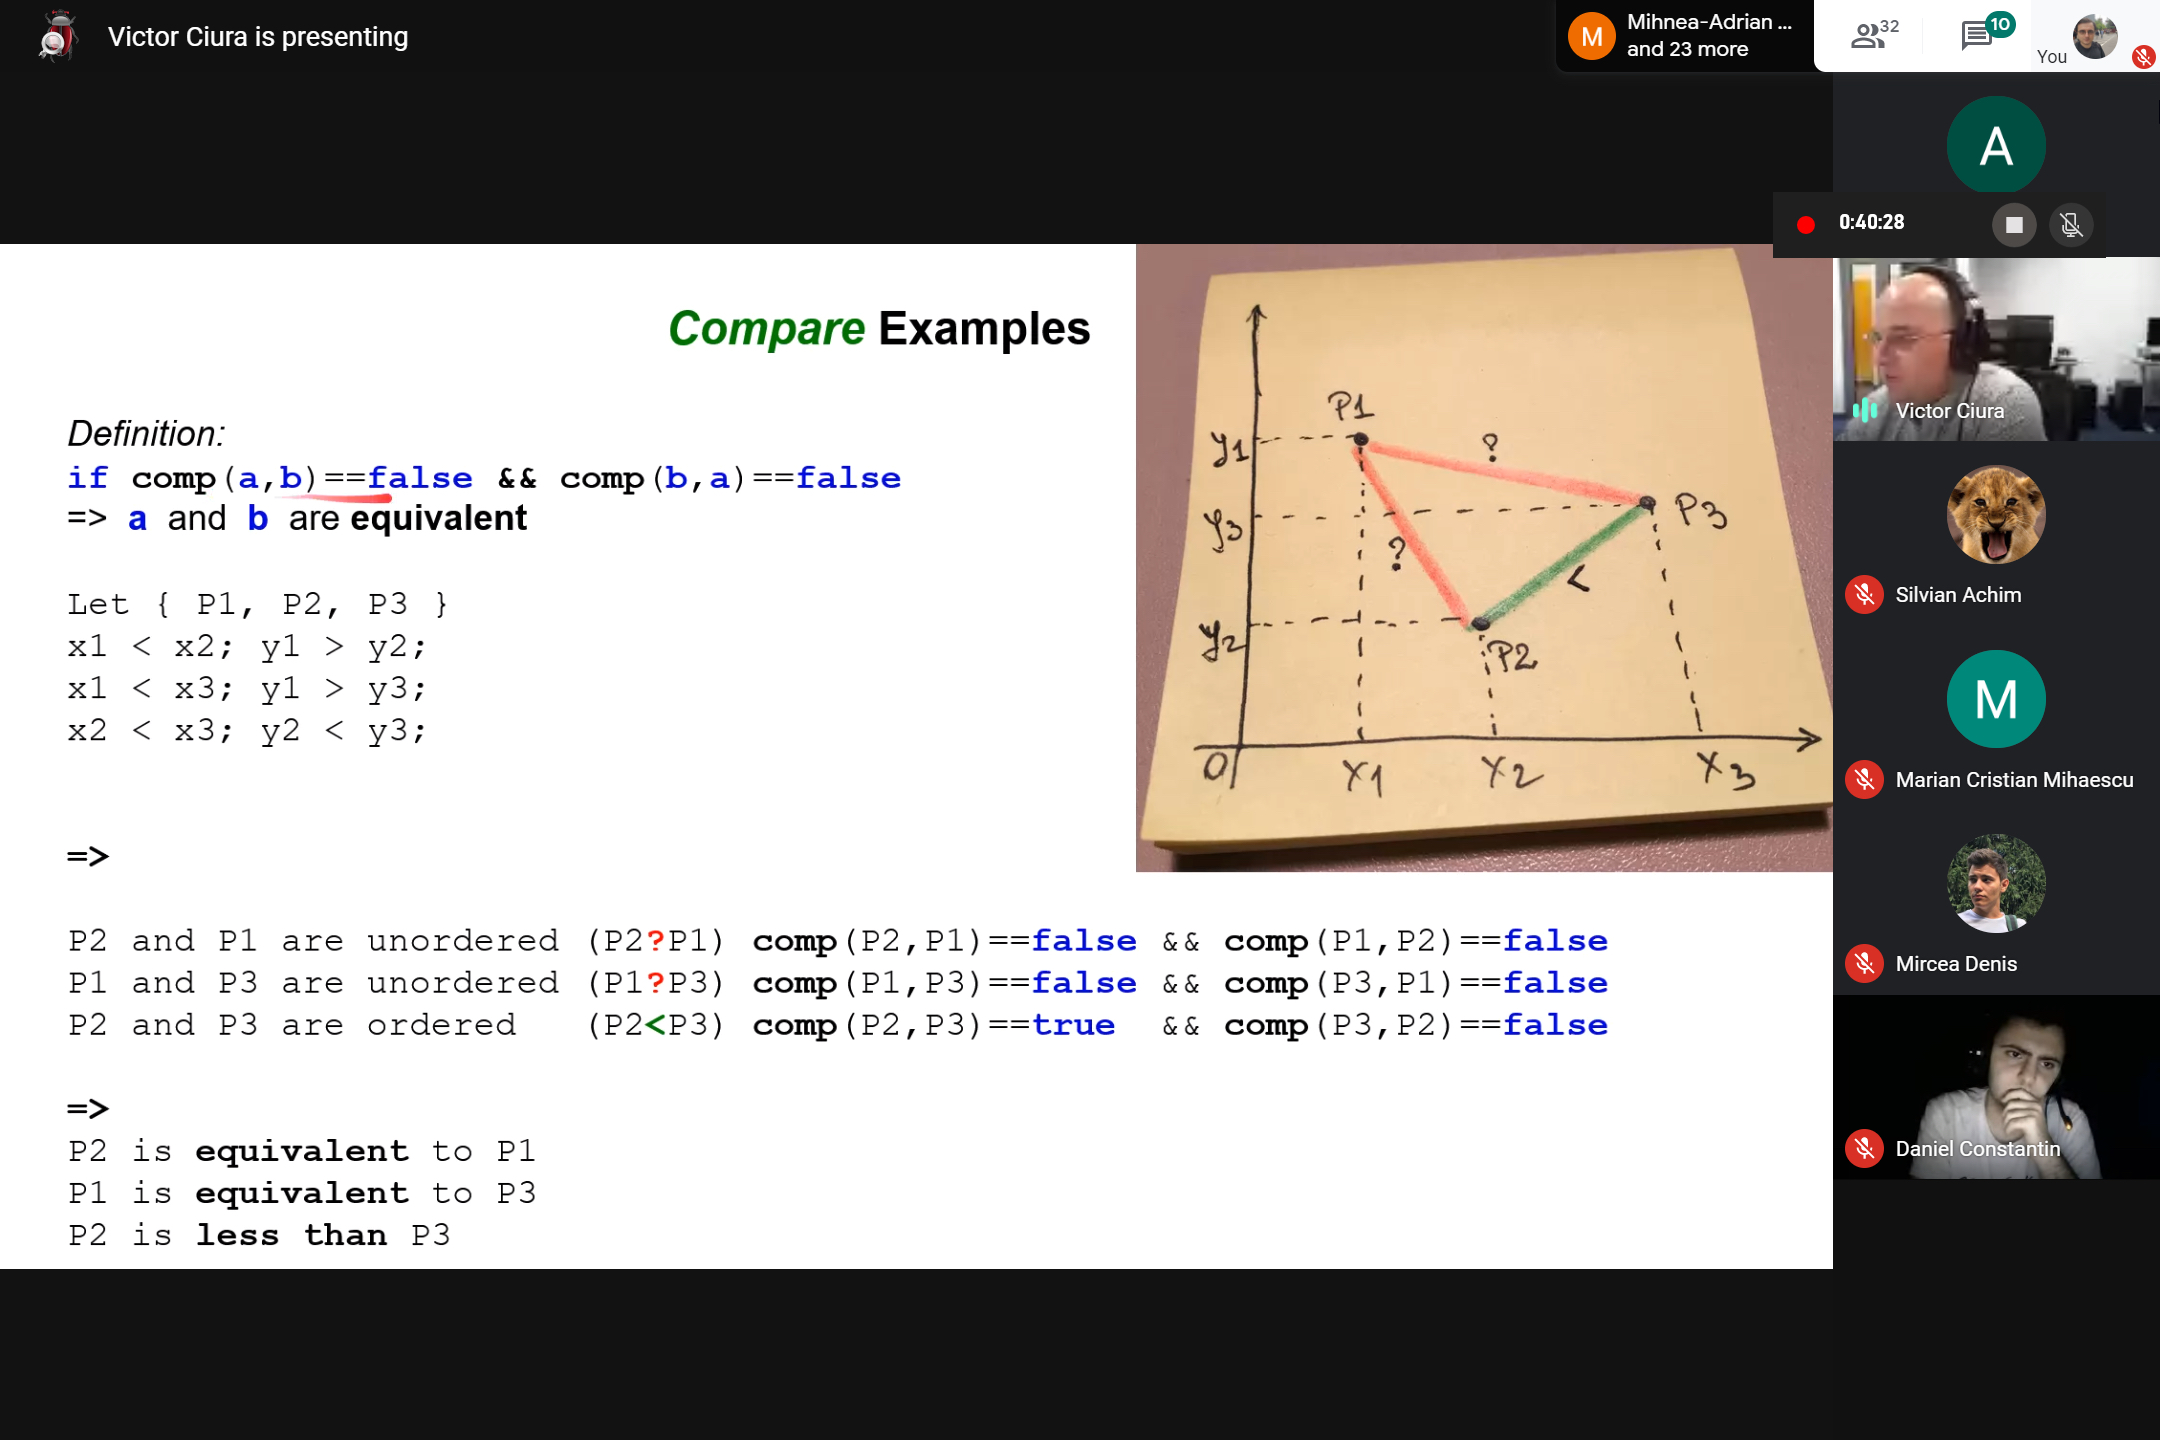 Victor Ciura is presenting
Mihnea-Adrian ...
and 23 more
32
10
You
A
0:40:28
Victor Ciura
Silvian Achim
M
Marian Cristian Mihaescu
Mircea Denis
Daniel Constantin
M
Compare Examples
Definition:
if comp(a,b)==false && comp(b,a)==false
=> a and b are equivalent
Let { P1, P2, P3 }
x1 < x2; y1 > y2;
x1 < x3; y1 > y3;
x2 < x3; y2 < y3;
=>
P2 and P1 are unordered (P2?P1) comp(P2,P1)==false && comp(P1,P2)==false
P1 and P3 are unordered (P1?P3) comp(P1,P3)==false && comp(P3,P1)==false
P2 and P3 are ordered (P2<P3) comp(P2,P3)==true && comp(P3,P2)==false
=>
P2 is equivalent to P1
P1 is equivalent to P3
P2 is less than P3
P1
y1
?
P3
y3
?
<
y2
P2
O
x1
x2
x3